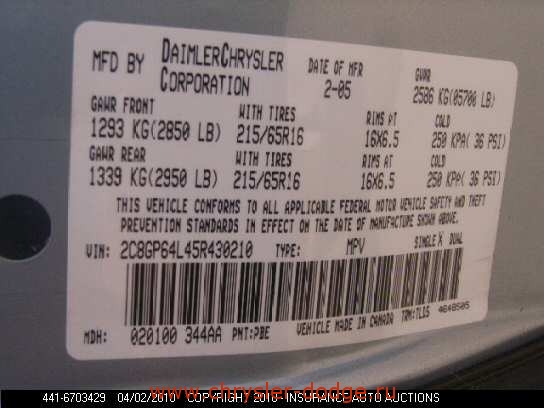 MFD BY DAIMLERCHRYSLER CORPORATION DATE OF MFR 2-05 GVWR 2586 KG(05700 LB)
GAWR FRONT WITH TIRES RIMS AT COLD
1293 KG(2850 LB) 215/65R16 16X6.5 250 KPA( 36 PSI)
GAWR REAR WITH TIRES RIMS AT COLD
1339 KG(2950 LB) 215/65R16 16X6.5 250 KPA( 36 PSI)
THIS VEHICLE CONFORMS TO ALL APPLICABLE FEDERAL MOTOR VEHICLE SAFETY AND THEFT
PREVENTION STANDARDS IN EFFECT ON THE DATE OF MANUFACTURE SHOWN ABOVE.
VIN: 2C8GP64L45R430210 TYPE: MPV SINGLE X DUAL
MDH: 020100 344AA PNT:PBE VEHICLE MADE IN CANADA TRM:TLDS 4648505
www.chrysler-dodge.ru
441-6703429 04/02/2010 COPYRIGHT 2010 - INSURANCE AUTO AUCTIONS